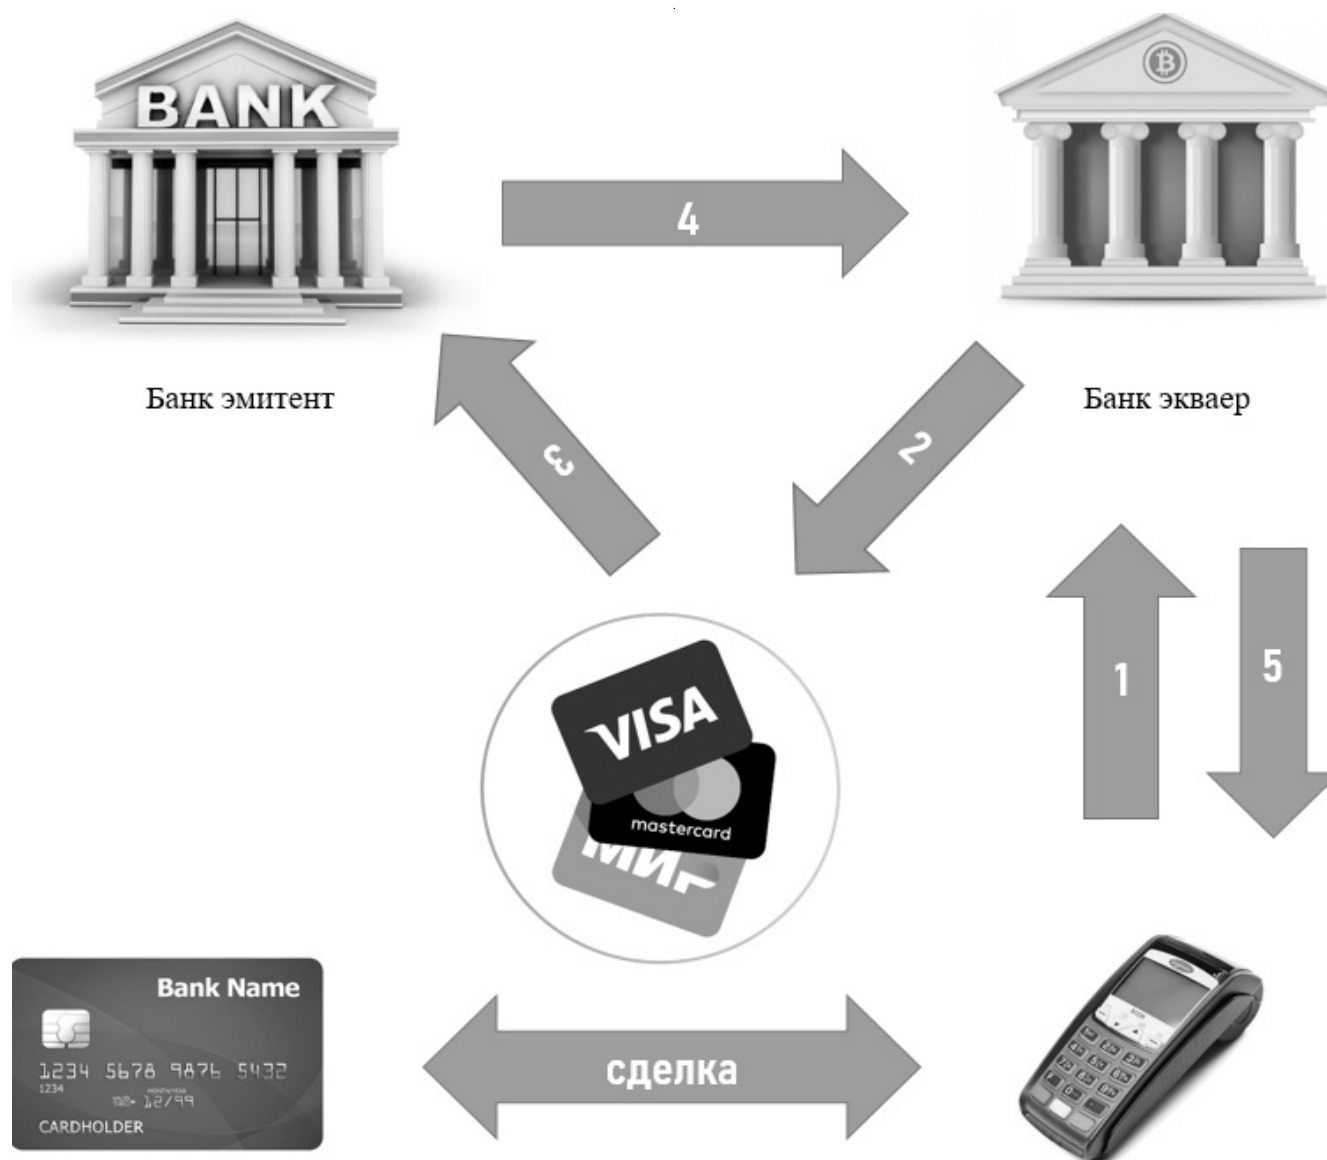 BANK
4
Банк эмитент
Банк экваер
3
2
1
5
VISA
mastercard
МИР
Bank Name
1234 5678 9876 5432
1234
12/99
CARDHOLDER
сделка